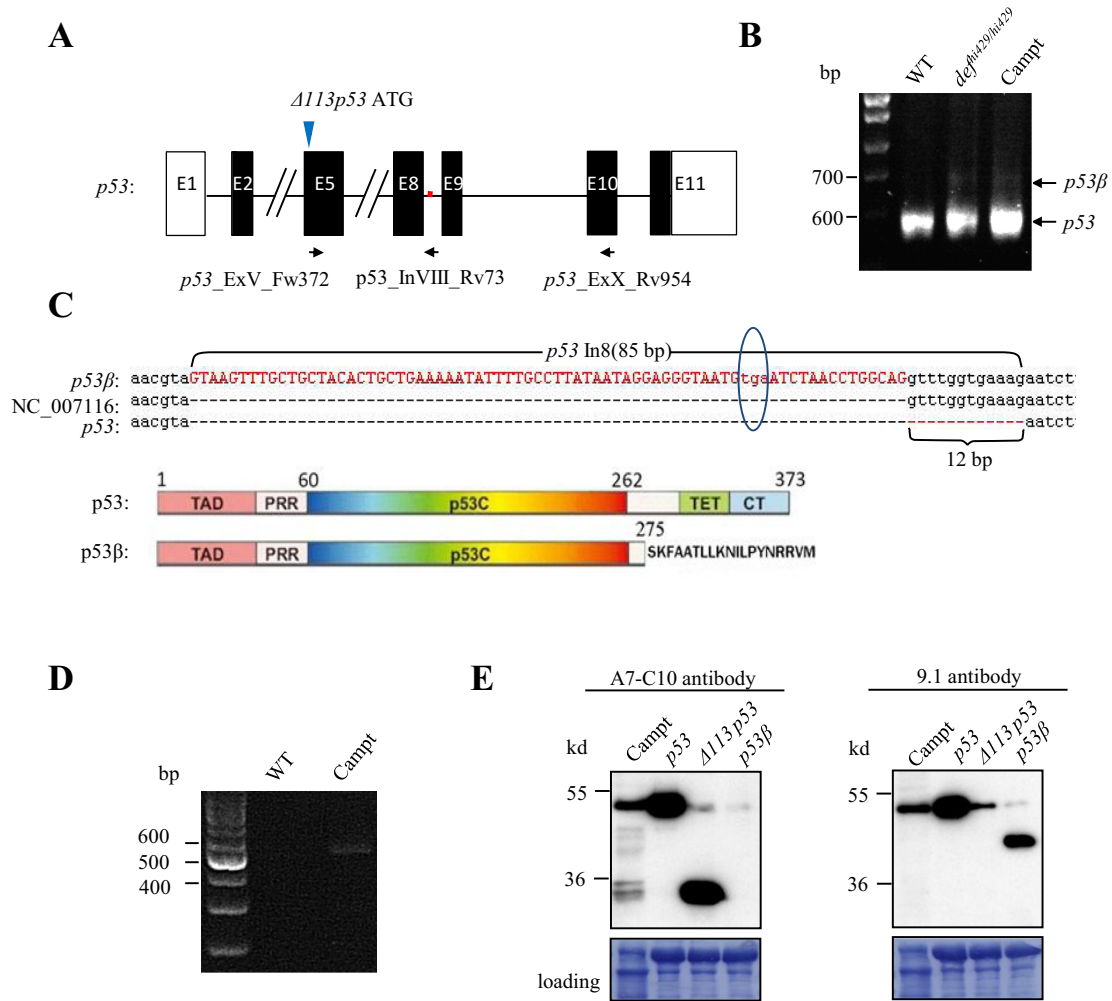 A
Δ113p53 ATG
p53:
E1
E2
E5
E8
E9
E10
E11
p53_ExV_Fw372
p53_InVIII_Rv73
p53_ExX_Rv954
B
bp
WT
def^hi429/hi429
Campt
700
600
p53β
p53
C
p53 In8(85 bp)
p53β:
aacgtaGTAAGTTTGCTGCTACACTGCTGAAAAATATTTTGCCTTATAATAGGAGGGTAATGtgaATCTAACCTGGCAGgtttggtgaaagaatct
NC_007116:
aacgta
gtttggtgaaagaatct
p53:
aacgta
aatct
12 bp
1
60
262
373
p53:
TAD
PRR
p53C
TET
CT
275
p53β:
TAD
PRR
p53C
SKFAATLLKNILPYNRRVM
D
bp
WT
Campt
600
500
400
E
A7-C10 antibody
kd
Campt
p53
Δ113 p53
p53β
55
36
loading
9.1 antibody
kd
Campt
p53
Δ113 p53
p53β
55
36